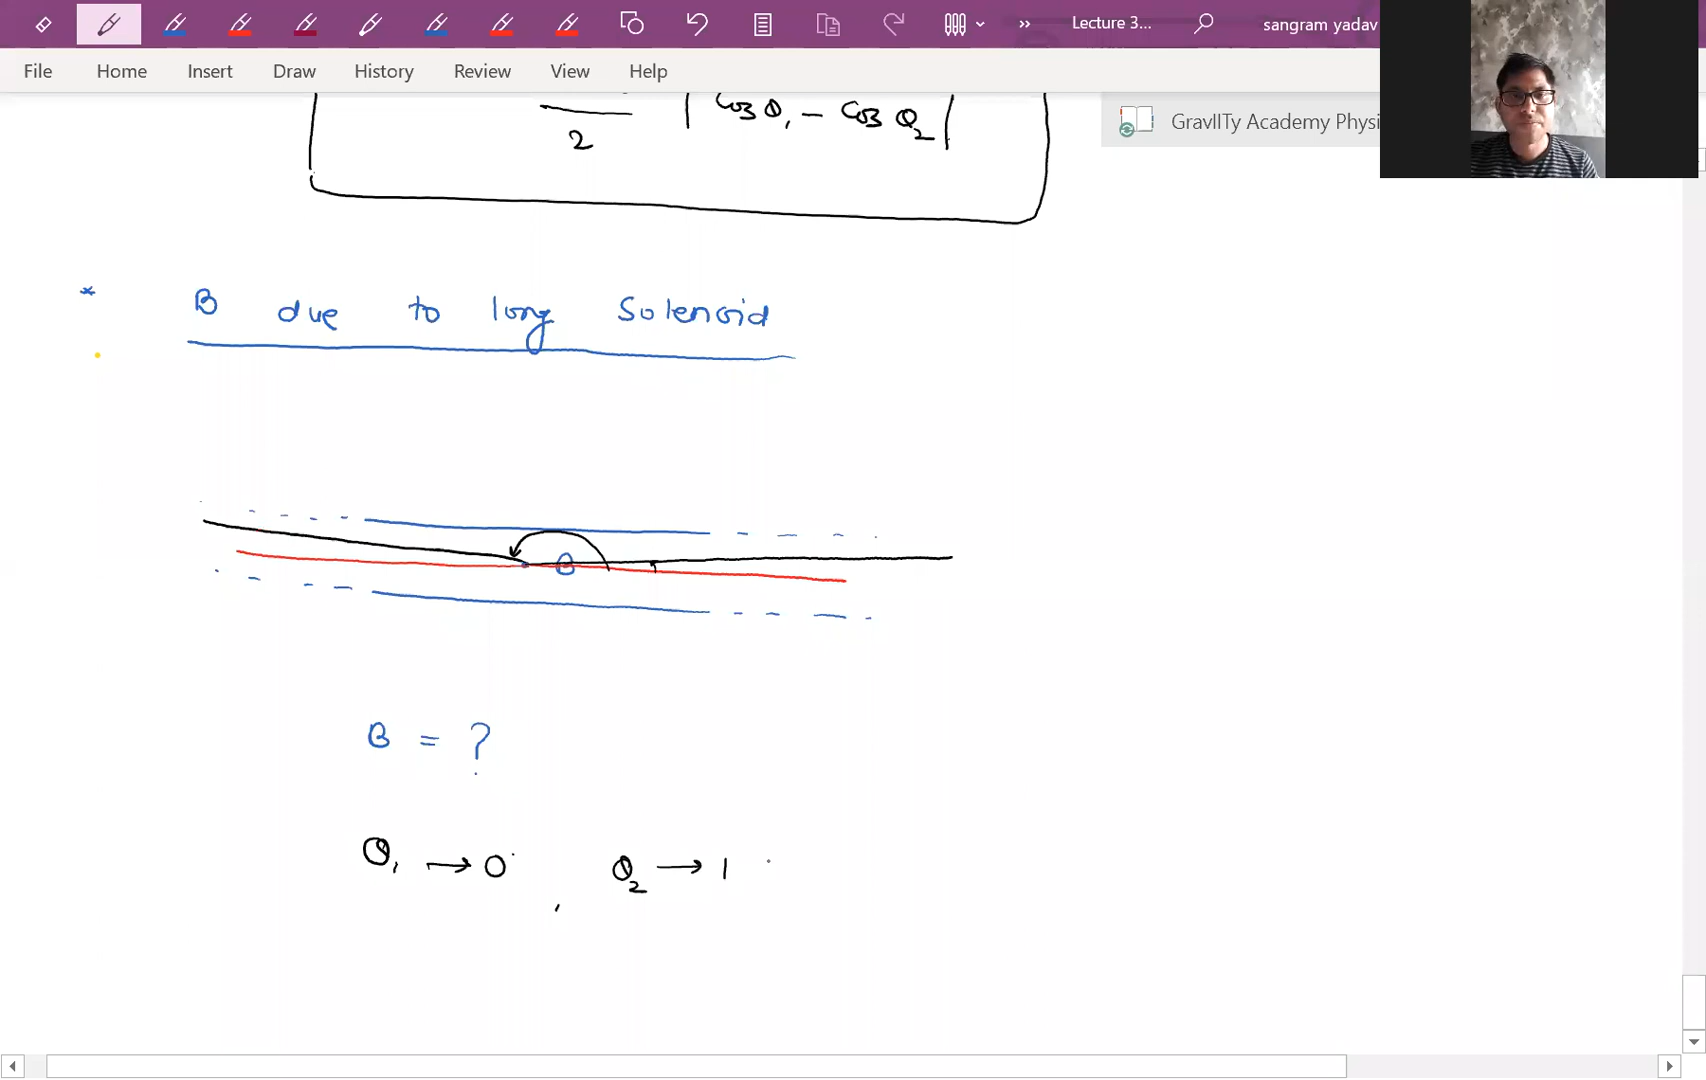 Lecture 3...
sangram yadav
File Home Insert Draw History Review View Help
GravIITy Academy Physi
2 | Cos θ₁ − Cos θ₂ |
* B due to long Solenoid
B = ?
θ₁ → 0 , θ₂ → 1